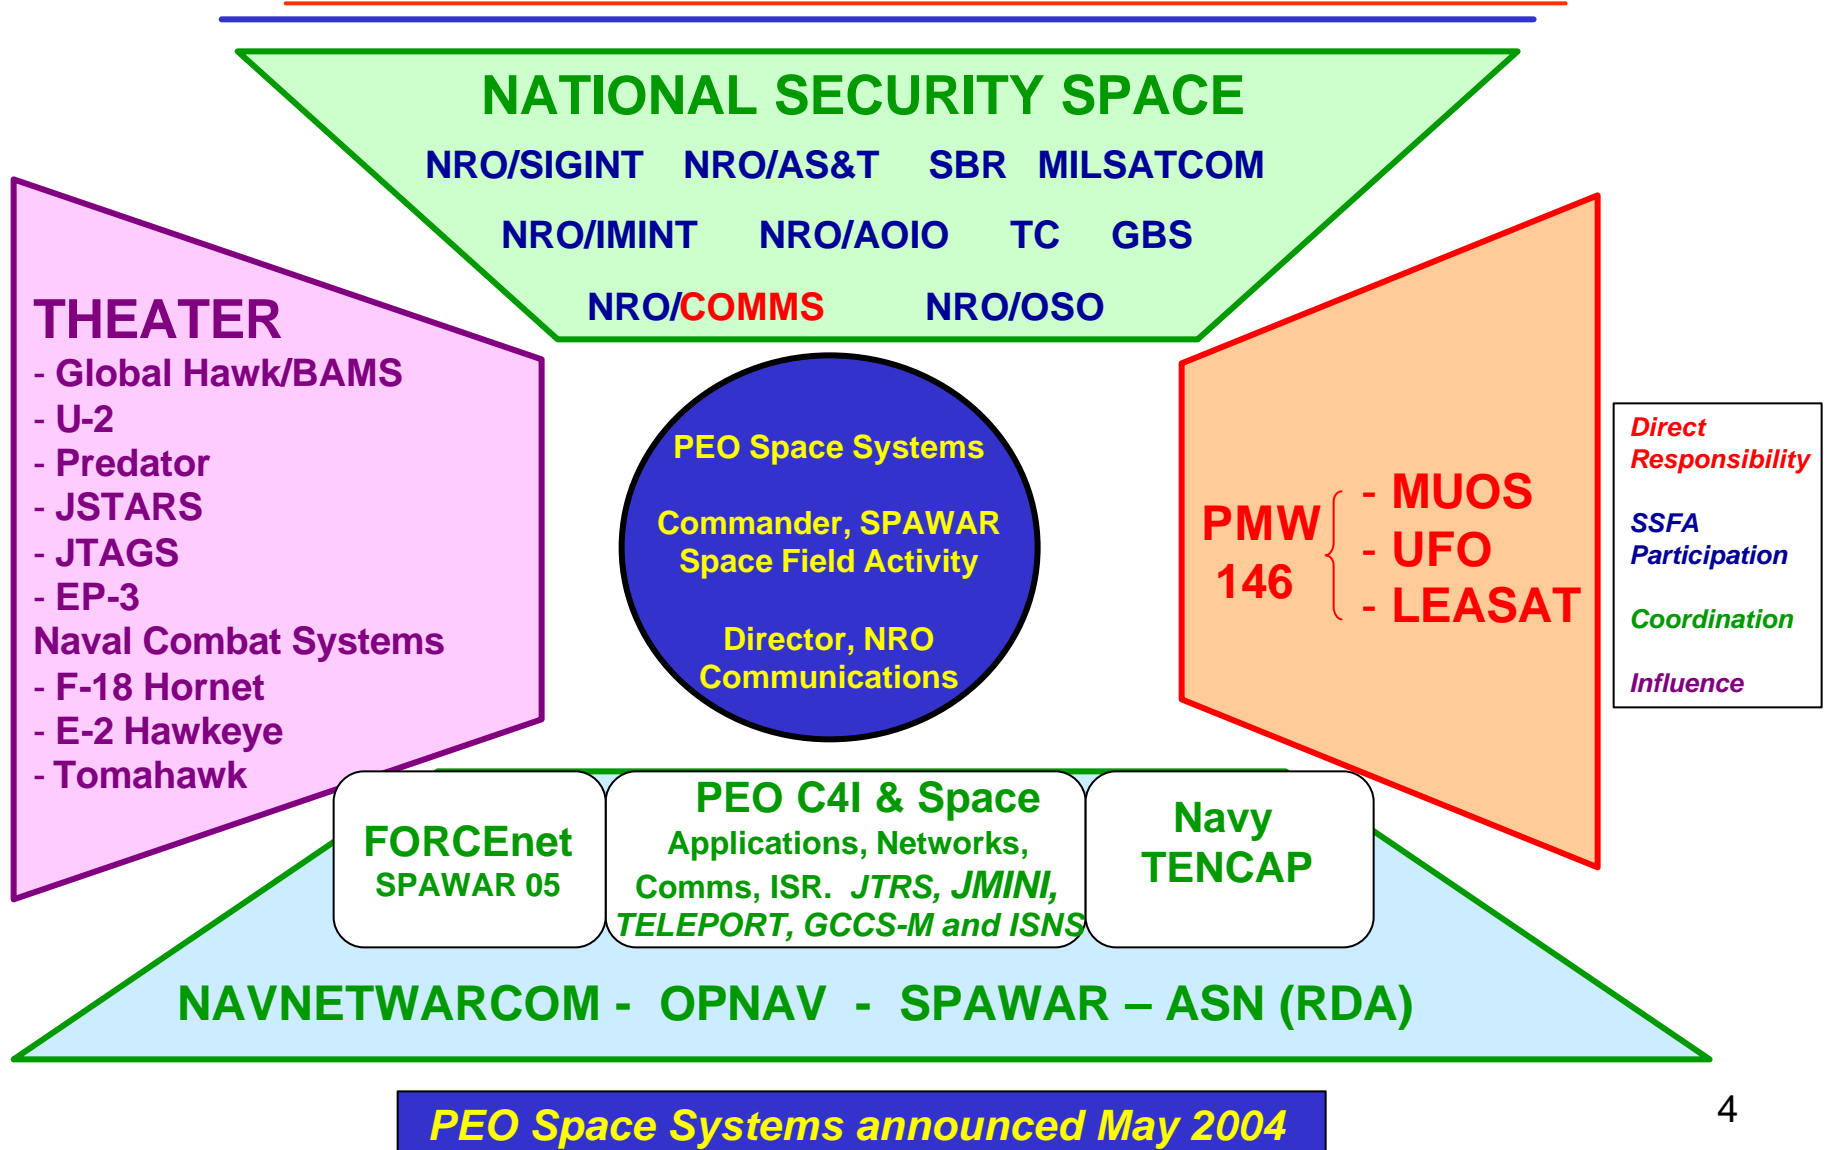 NATIONAL SECURITY SPACE
NRO/SIGINT NRO/AS&T SBR MILSATCOM
NRO/IMINT NRO/AOIO TC GBS
NRO/COMMS NRO/OSO
THEATER
- Global Hawk/BAMS
- U-2
- Predator
- JSTARS
- JTAGS
- EP-3
Naval Combat Systems
- F-18 Hornet
- E-2 Hawkeye
- Tomahawk
PEO Space Systems
Commander, SPAWAR
Space Field Activity
Director, NRO
Communications
PMW
146
- MUOS
- UFO
- LEASAT
Direct
Responsibility
SSFA
Participation
Coordination
Influence
FORCEnet
SPAWAR 05
PEO C4I & Space
Applications, Networks,
Comms, ISR. JTRS, JMINI,
TELEPORT, GCCS-M and ISNS
Navy
TENCAP
NAVNETWARCOM - OPNAV - SPAWAR – ASN (RDA)
PEO Space Systems announced May 2004
4